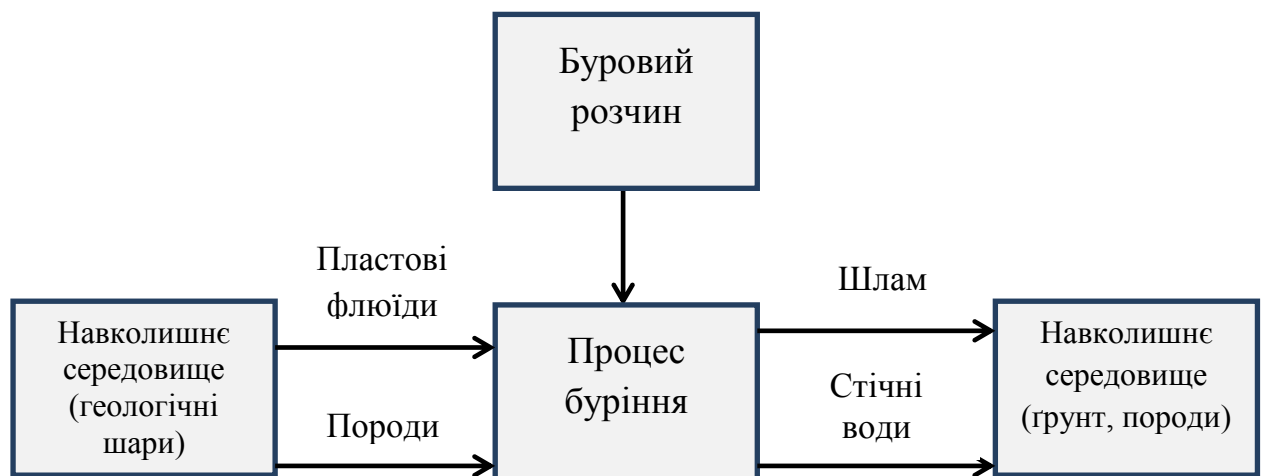 Буровий
розчин
Пластові
флюїди
Шлам
Навколишнє
середовище
(геологічні
шари)
Процес
буріння
Навколишнє
середовище
(ґрунт, породи)
Породи
Стічні
води